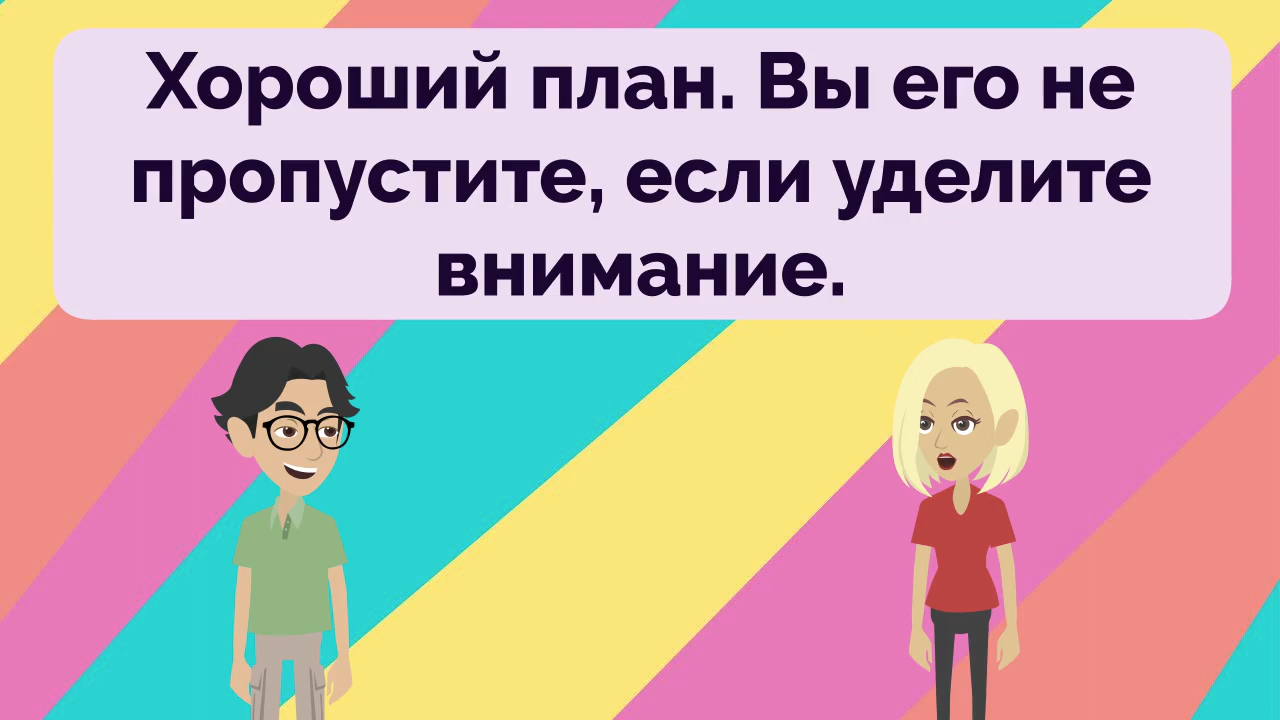 Хороший план. Вы его не
пропустите, если уделите
внимание.